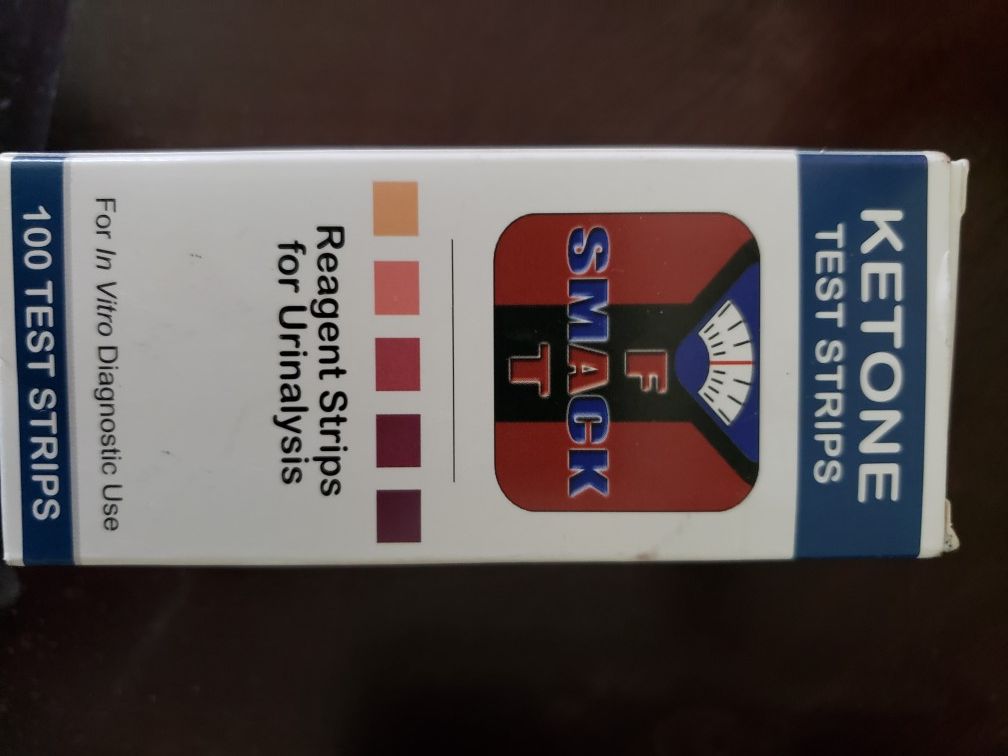 KETONE
TEST STRIPS
F
SMACK
T
Reagent Strips
for Urinalysis
For In Vitro Diagnostic Use
100 TEST STRIPS